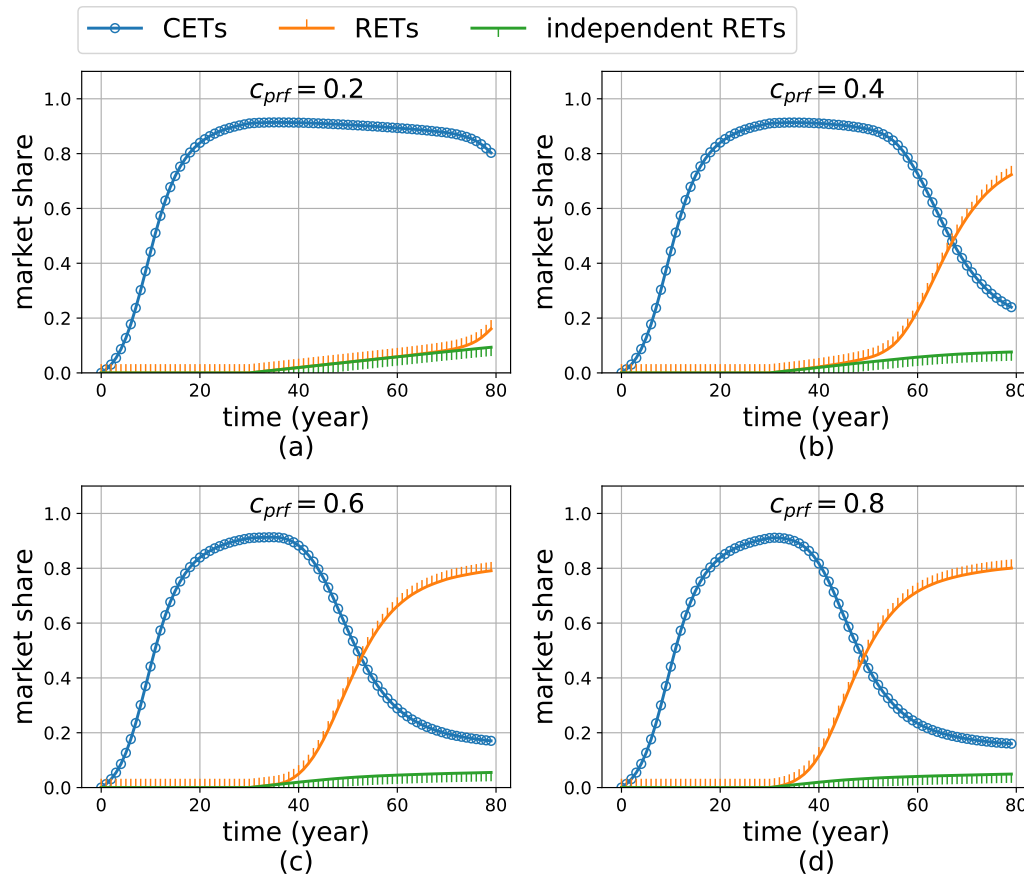 CETs RETs independent RETs
c_prf = 0.2
market share
1.0
0.8
0.6
0.4
0.2
0.0
0 20 40 60 80
time (year)
(a)
c_prf = 0.4
market share
1.0
0.8
0.6
0.4
0.2
0.0
0 20 40 60 80
time (year)
(b)
c_prf = 0.6
market share
1.0
0.8
0.6
0.4
0.2
0.0
0 20 40 60 80
time (year)
(c)
c_prf = 0.8
market share
1.0
0.8
0.6
0.4
0.2
0.0
0 20 40 60 80
time (year)
(d)